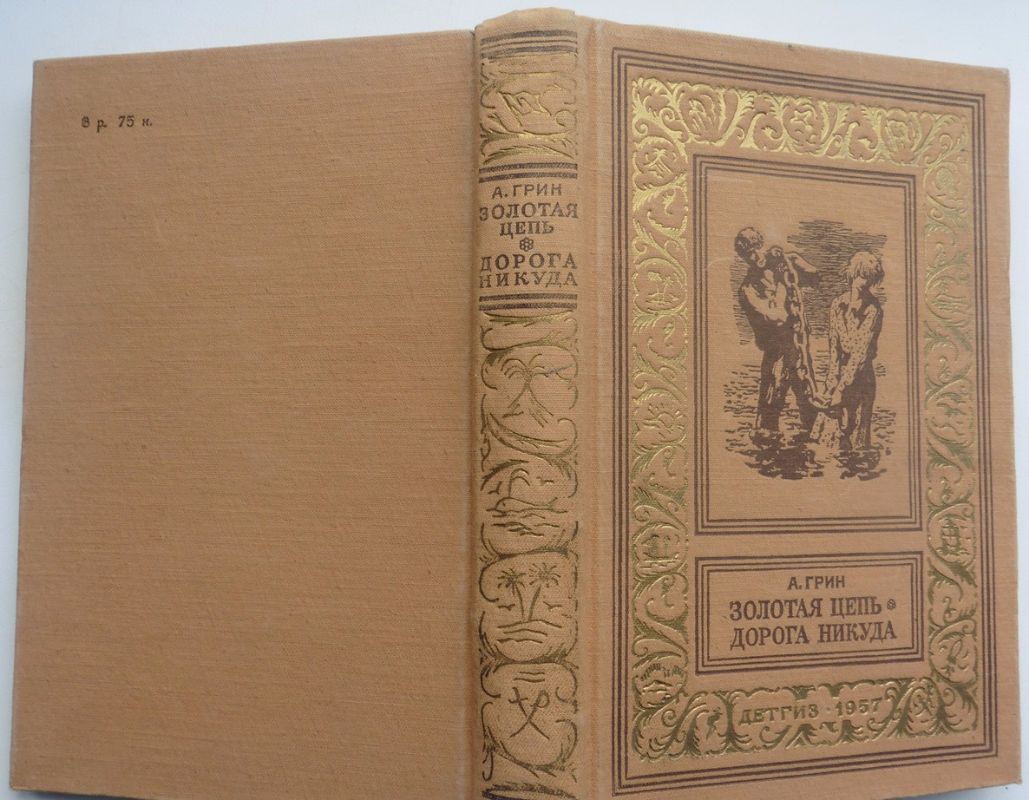 8 р. 75 к.
А. ГРИН
ЗОЛОТАЯ
ЦЕПЬ
ДОРОГА
НИКУДА
А. ГРИН
ЗОЛОТАЯ ЦЕПЬ
ДОРОГА НИКУДА
ДЕТГИЗ · 1957